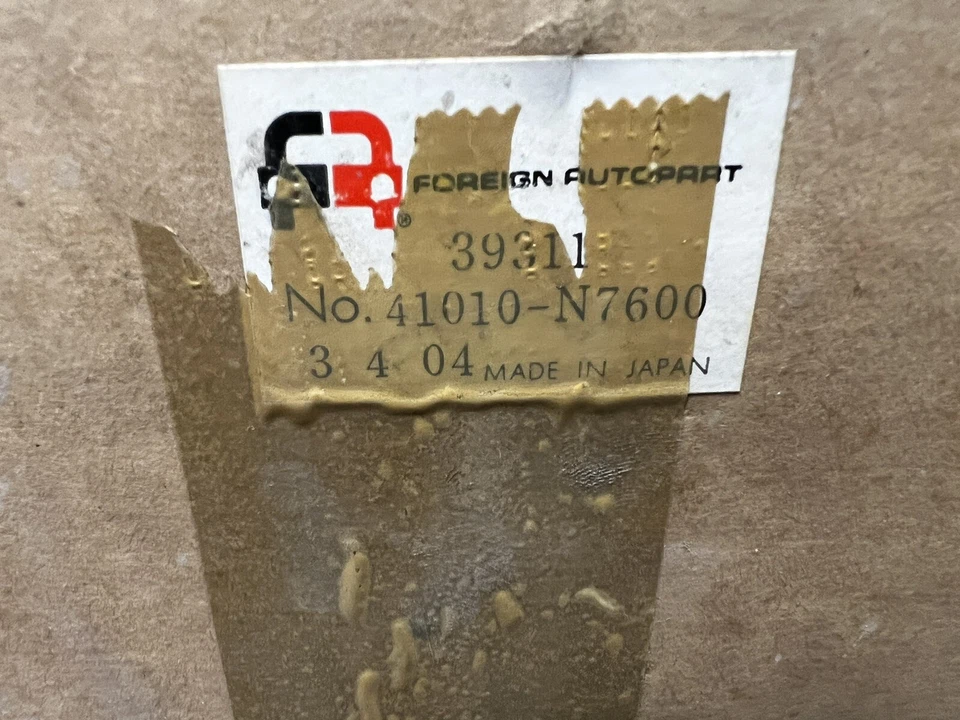 FOREIGN AUTOPART
®
39311
No. 41010-N7600
3 4 04 MADE IN JAPAN